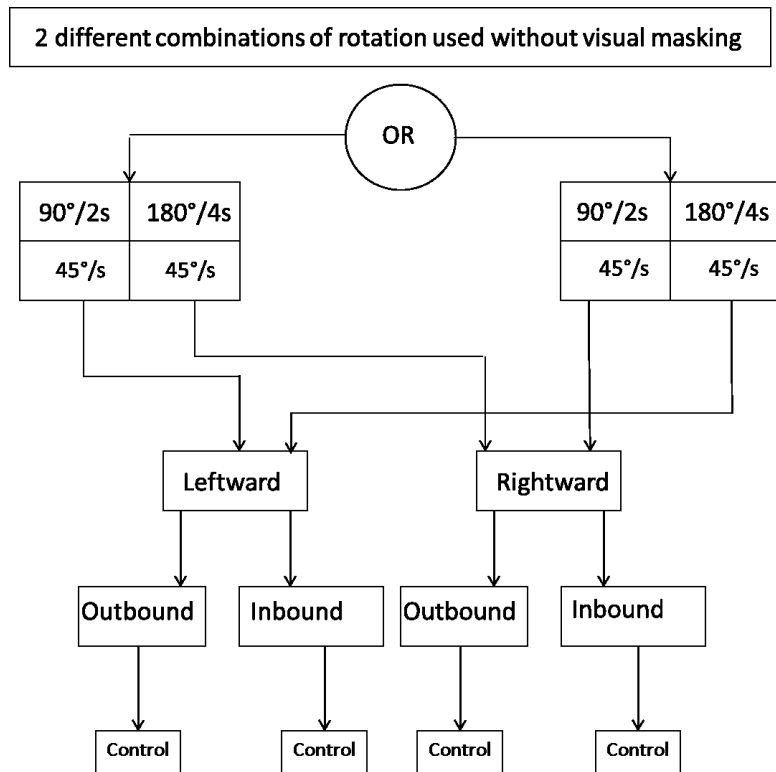 2 different combinations of rotation used without visual masking
OR
90°/2s 180°/4s 90°/2s 180°/4s
45°/s 45°/s 45°/s 45°/s
Leftward Rightward
Outbound Inbound Outbound Inbound
Control Control Control Control